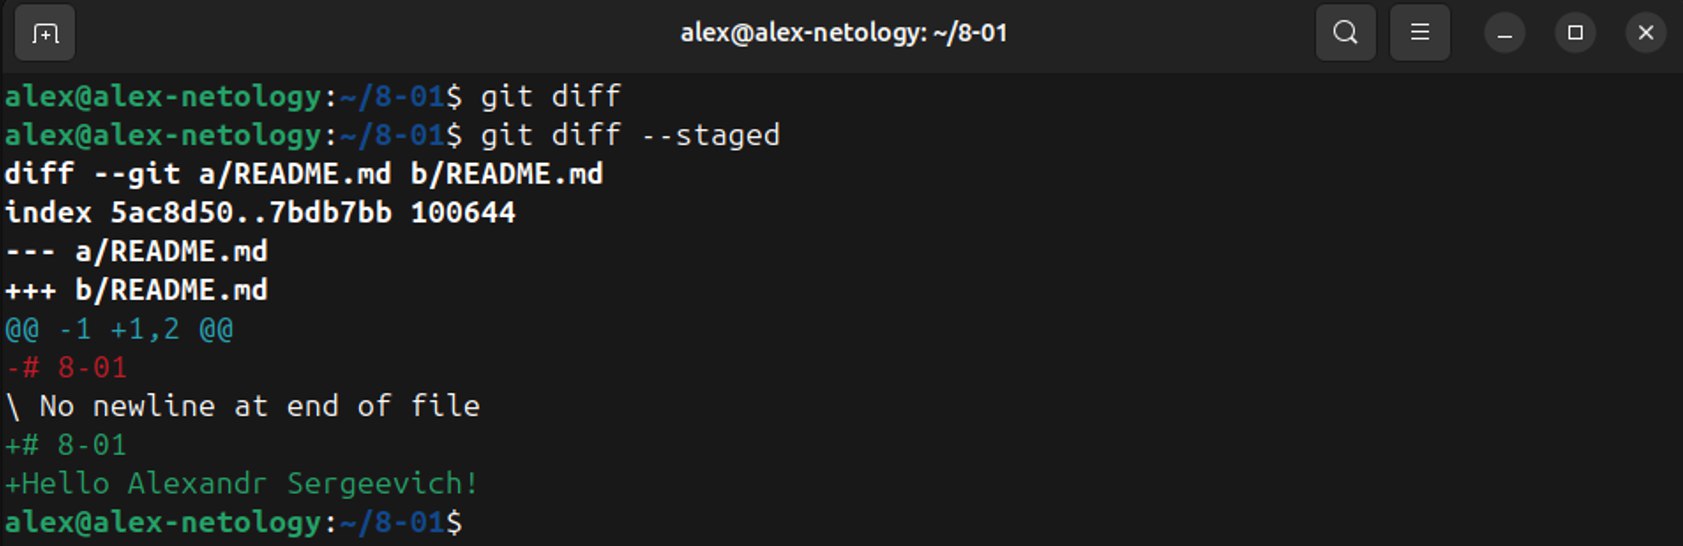 alex@alex-netology: ~/8-01
alex@alex-netology:~/8-01$ git diff
alex@alex-netology:~/8-01$ git diff --staged
diff --git a/README.md b/README.md
index 5ac8d50..7bdb7bb 100644
--- a/README.md
+++ b/README.md
@@ -1 +1,2 @@
-# 8-01
\ No newline at end of file
+# 8-01
+Hello Alexandr Sergeevich!
alex@alex-netology:~/8-01$